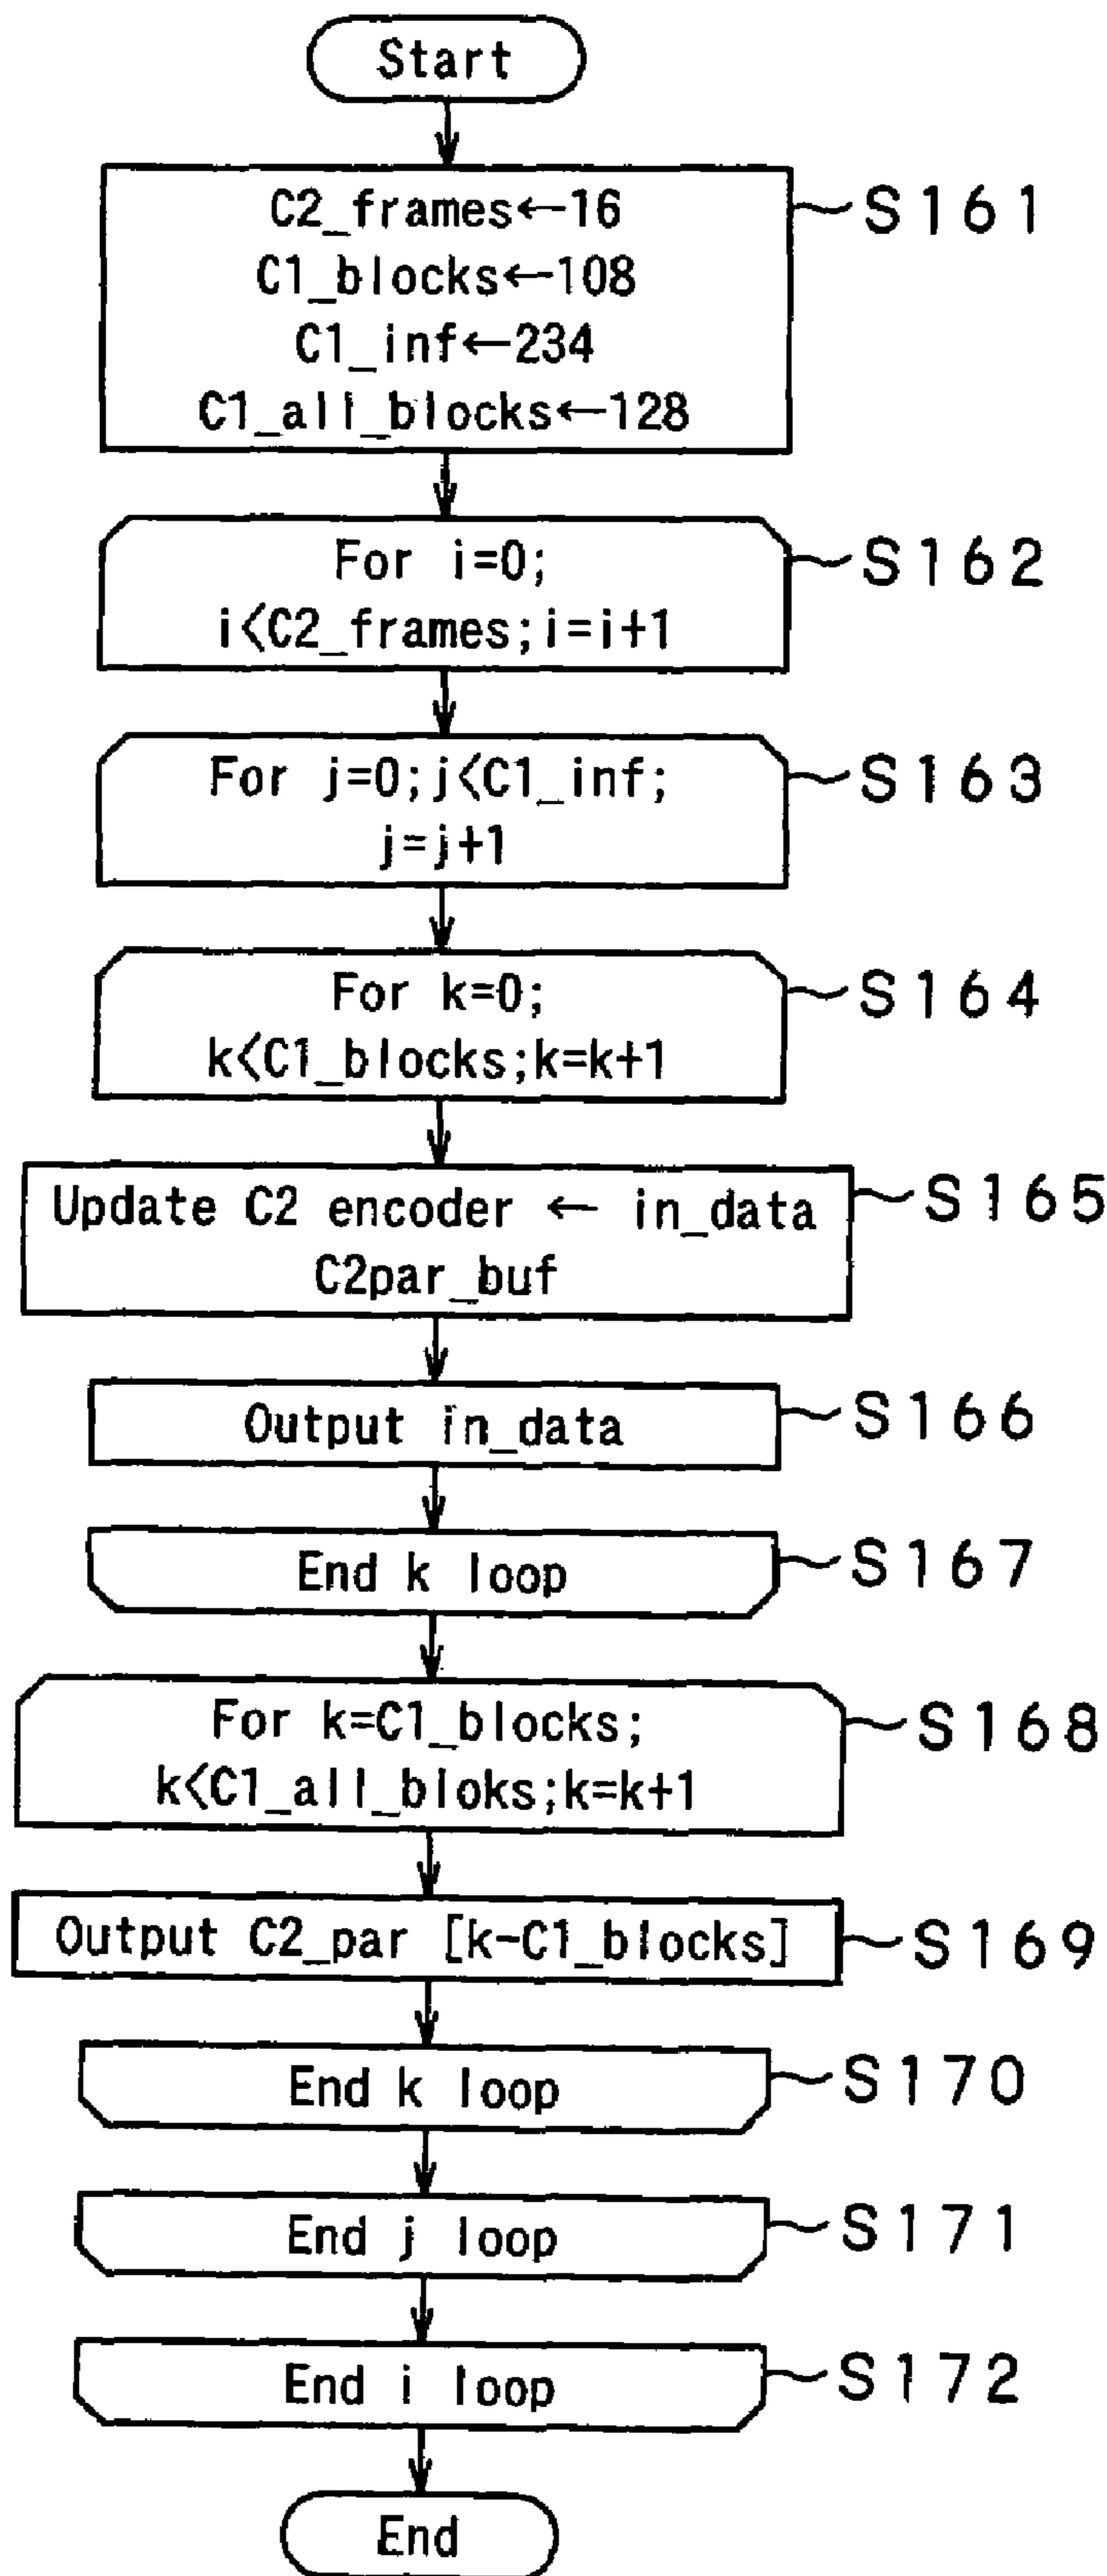 Start
C2_frames←16
C1_blocks←108
C1_inf←234
C1_all_blocks←128
S161
For i=0;
i<C2_frames;i=i+1
S162
For j=0;j<C1_inf;
j=j+1
S163
For k=0;
k<C1_blocks;k=k+1
S164
Update C2 encoder ← in_data
C2par_buf
S165
Output in_data
S166
End k loop
S167
For k=C1_blocks;
k<C1_all_bloks;k=k+1
S168
Output C2_par [k-C1_blocks]
S169
End k loop
S170
End j loop
S171
End i loop
S172
End